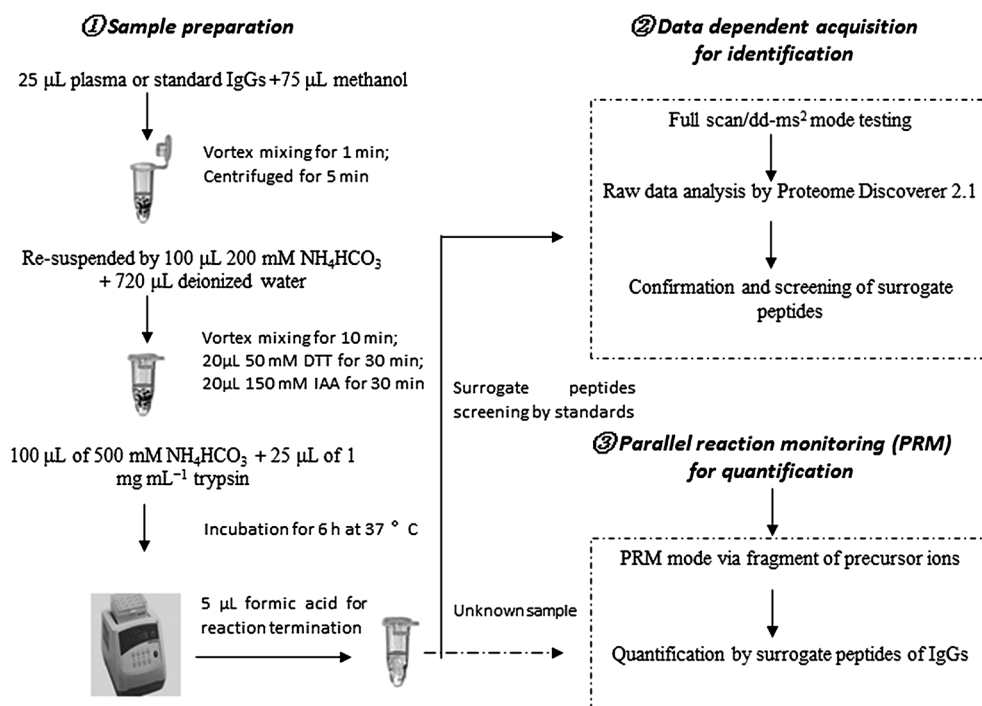 ①Sample preparation
25 µL plasma or standard IgGs +75 µL methanol
Vortex mixing for 1 min;
Centrifuged for 5 min
Re-suspended by 100 µL 200 mM NH₄HCO₃
+ 720 µL deionized water
Vortex mixing for 10 min;
20µL 50 mM DTT for 30 min;
20µL 150 mM IAA for 30 min
100 µL of 500 mM NH₄HCO₃ + 25 µL of 1
mg mL⁻¹ trypsin
Incubation for 6 h at 37 ° C
5 µL formic acid for
reaction termination
Surrogate peptides
screening by standards
Unknown sample
②Data dependent acquisition
for identification
Full scan/dd-ms² mode testing
Raw data analysis by Proteome Discoverer 2.1
Confirmation and screening of surrogate
peptides
③Parallel reaction monitoring (PRM)
for quantification
PRM mode via fragment of precursor ions
Quantification by surrogate peptides of IgGs